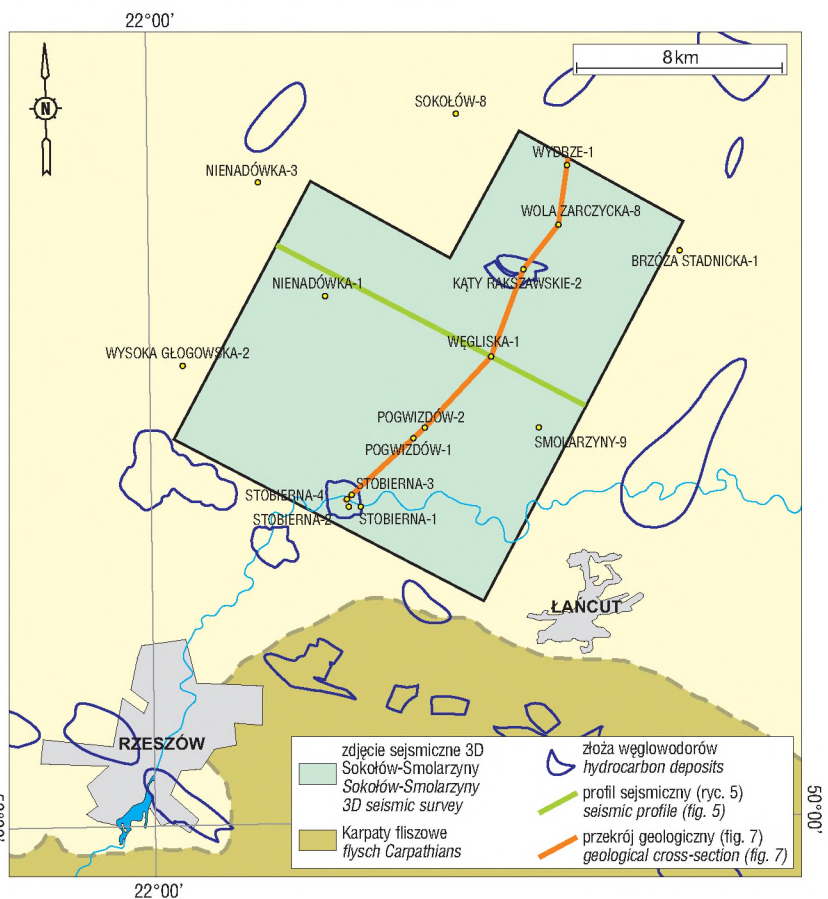 22°00'
8km
N
SOKOŁÓW-8
WYDRZE-1
NIENADÓWKA-3
WOLA ZARCZYCKA-8
BRZÓZA STADNICKA-1
NIENADÓWKA-1
KĄTY RAKSZAWSKIE-2
WĘGLISKA-1
WYSOKA GŁOGOWSKA-2
POGWIZDÓW-2
SMOLARZYNY-9
POGWIZDÓW-1
STOBIERNA-3
STOBIERNA-4
STOBIERNA-2
STOBIERNA-1
ŁAŃCUT
RZESZÓW
zdjęcie sejsmiczne 3D
Sokołów-Smolarzyny
Sokołów-Smolarzyny
3D seismic survey
Karpaty fliszowe
flysch Carpathians
złoża węglowodorów
hydrocarbon deposits
profil sejsmiczny (ryc. 5)
seismic profile (fig. 5)
przekrój geologiczny (fig. 7)
geological cross-section (fig. 7)
50°00'
22°00'